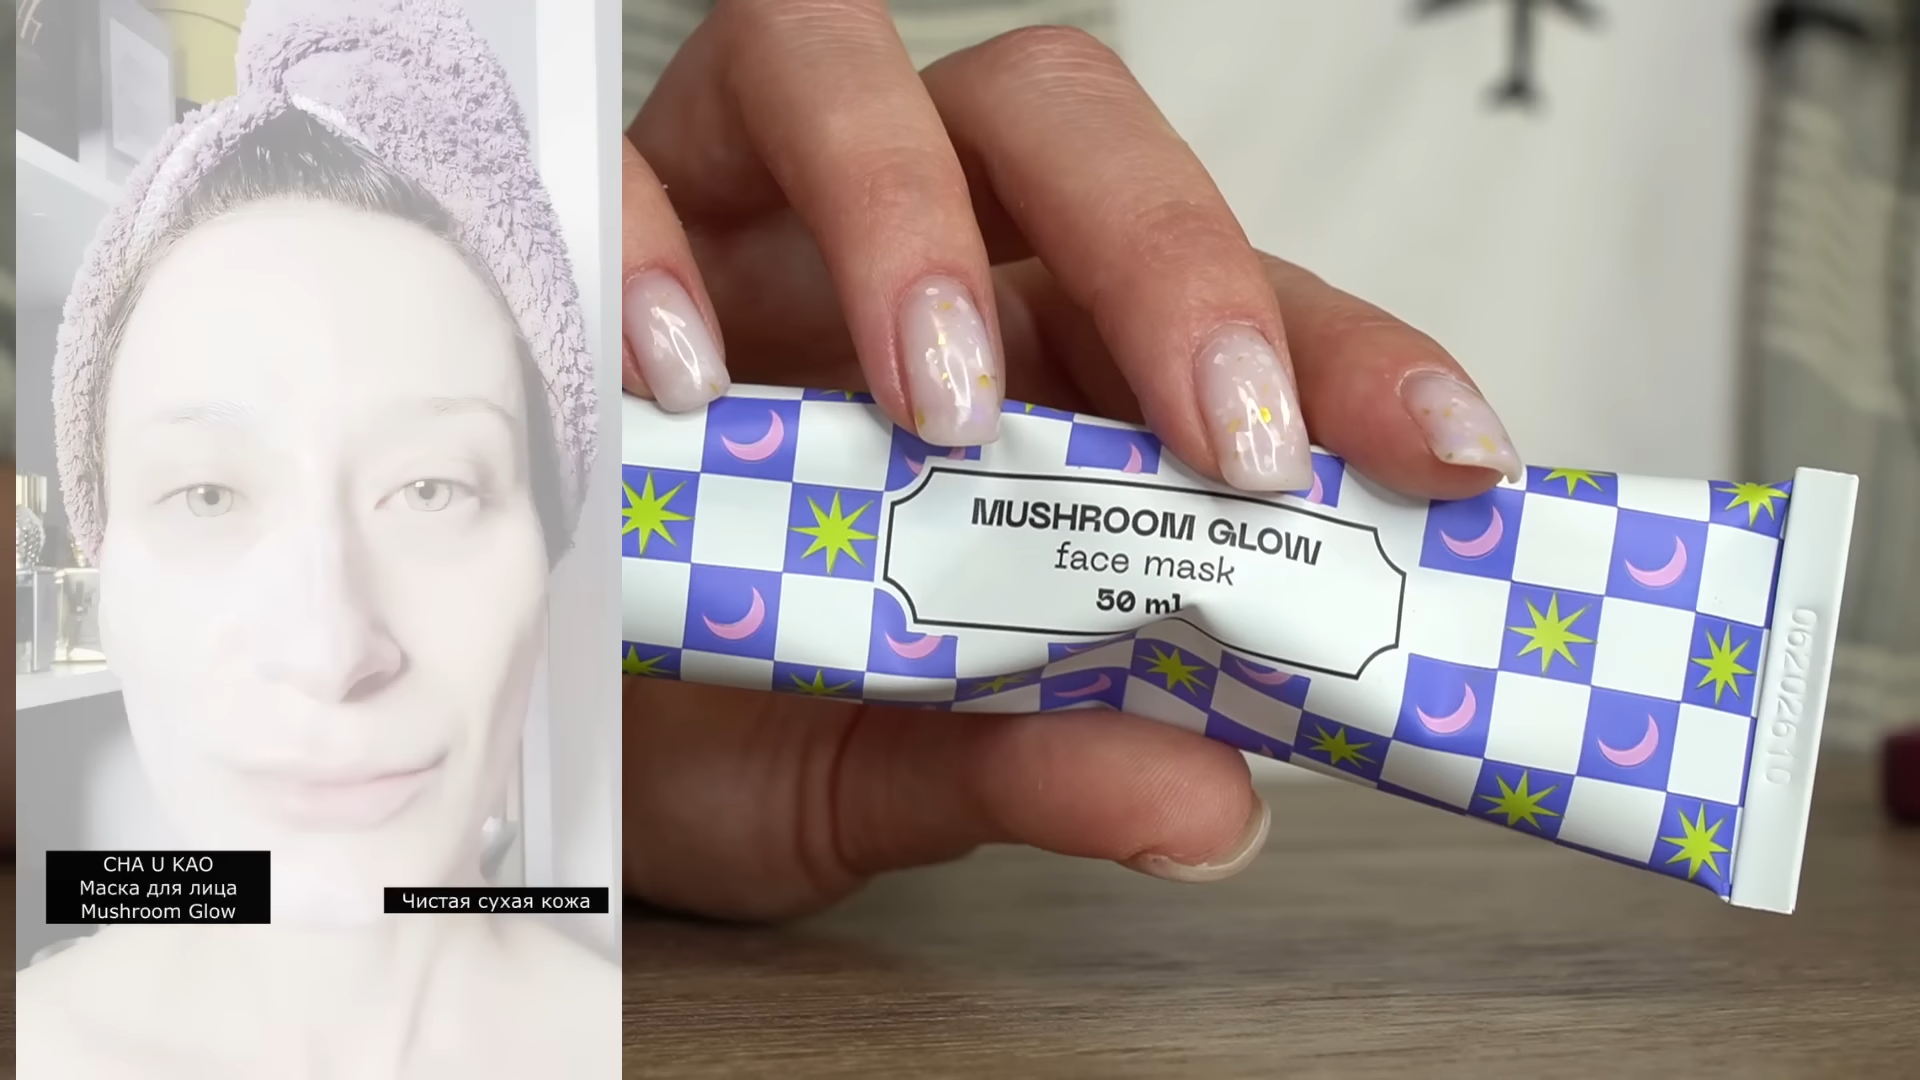 CHA U KAO
Маска для лица
Mushroom Glow
Чистая сухая кожа
MUSHROOM GLOW
face mask
50 ml